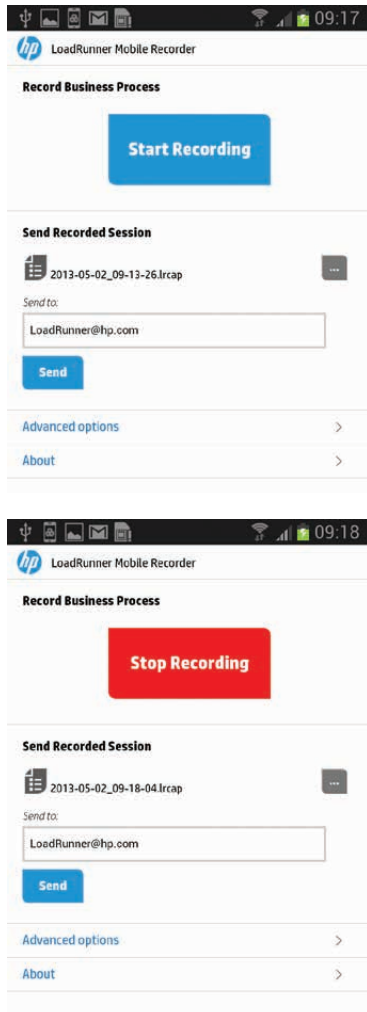 09:17
hp LoadRunner Mobile Recorder
Record Business Process
Start Recording
Send Recorded Session
2013-05-02_09-13-26.lrcap
...
Send to:
LoadRunner@hp.com
Send
Advanced options
About
09:18
hp LoadRunner Mobile Recorder
Record Business Process
Stop Recording
Send Recorded Session
2013-05-02_09-18-04.lrcap
...
Send to:
LoadRunner@hp.com
Send
Advanced options
About